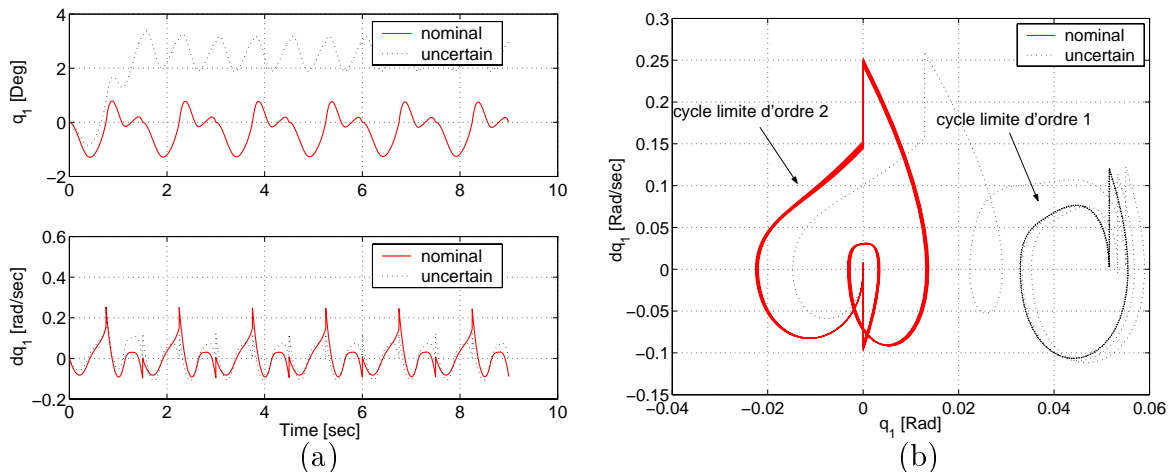 4
2
0
−2
q1 [Deg]
nominal
uncertain
0 2 4 6 8 10
0.6
0.4
0.2
0
−0.2
dq1 [rad/sec]
nominal
uncertain
0 2 4 6 8 10
Time [sec]
(a)
0.3
0.25
0.2
0.15
0.1
0.05
0
−0.05
−0.1
−0.15
dq1 [Rad/sec]
nominal
uncertain
cycle limite d'ordre 2
cycle limite d'ordre 1
−0.04 −0.02 0 0.02 0.04 0.06
q1 [Rad]
(b)